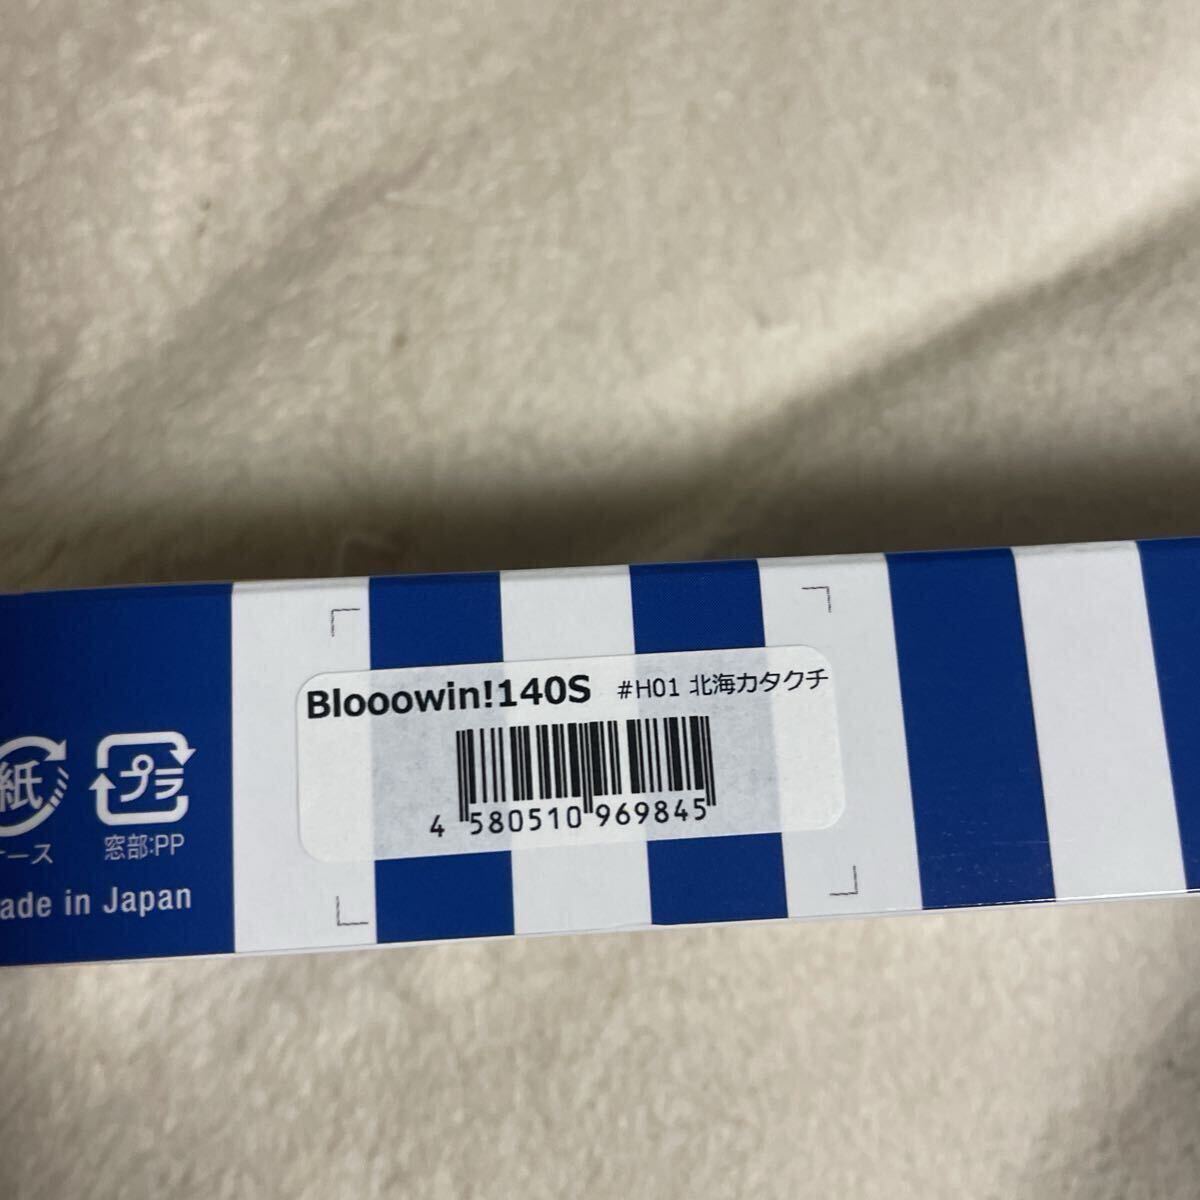 Blooowin!140S #H01 北海カタクチ
4 580510 969845
紙 プラ
窓部:PP
ade in Japan